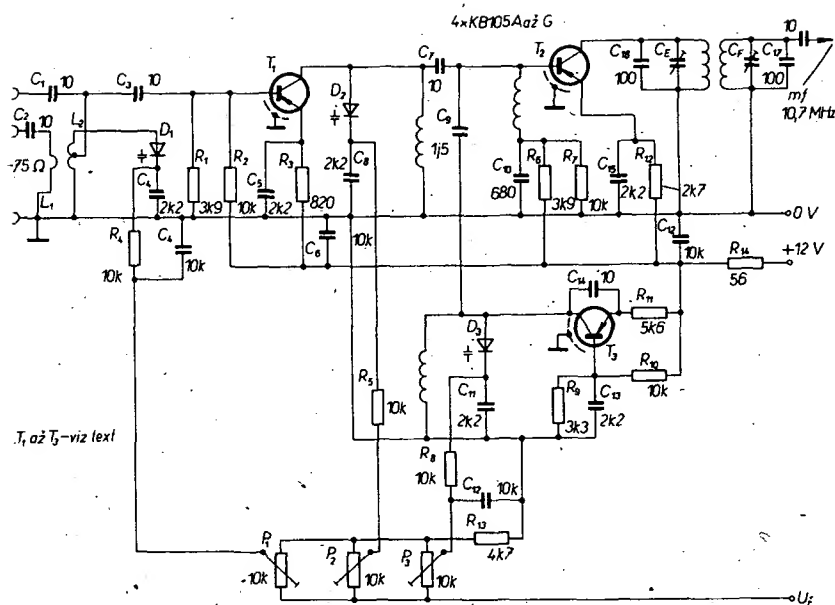 4×KB105A až G
C1 10
C3 10
T1
C7
10
T2
C16
100
CE
CF
C17
100
10
mf
10,7 MHz
C2
10
L2
D1
D2
C9
1j5
~75 Ω
L1
C4
2k2
R1
3k9
R2
10k
C5
2k2
R3
820
2k2
C8
C10
680
R6
3k9
R7
10k
C15
2k2
R12
2k7
0 V
R4
10k
C4
10k
C6
10k
C12
10k
R14
56
+12 V
C14
10
R11
5k6
T3
D3
R10
10k
R5
10k
C11
2k2
R9
3k3
C13
2k2
T1 až T3-viz text
R8
10k
C12
10k
R13
4k7
P1
10k
P2
10k
P3
10k